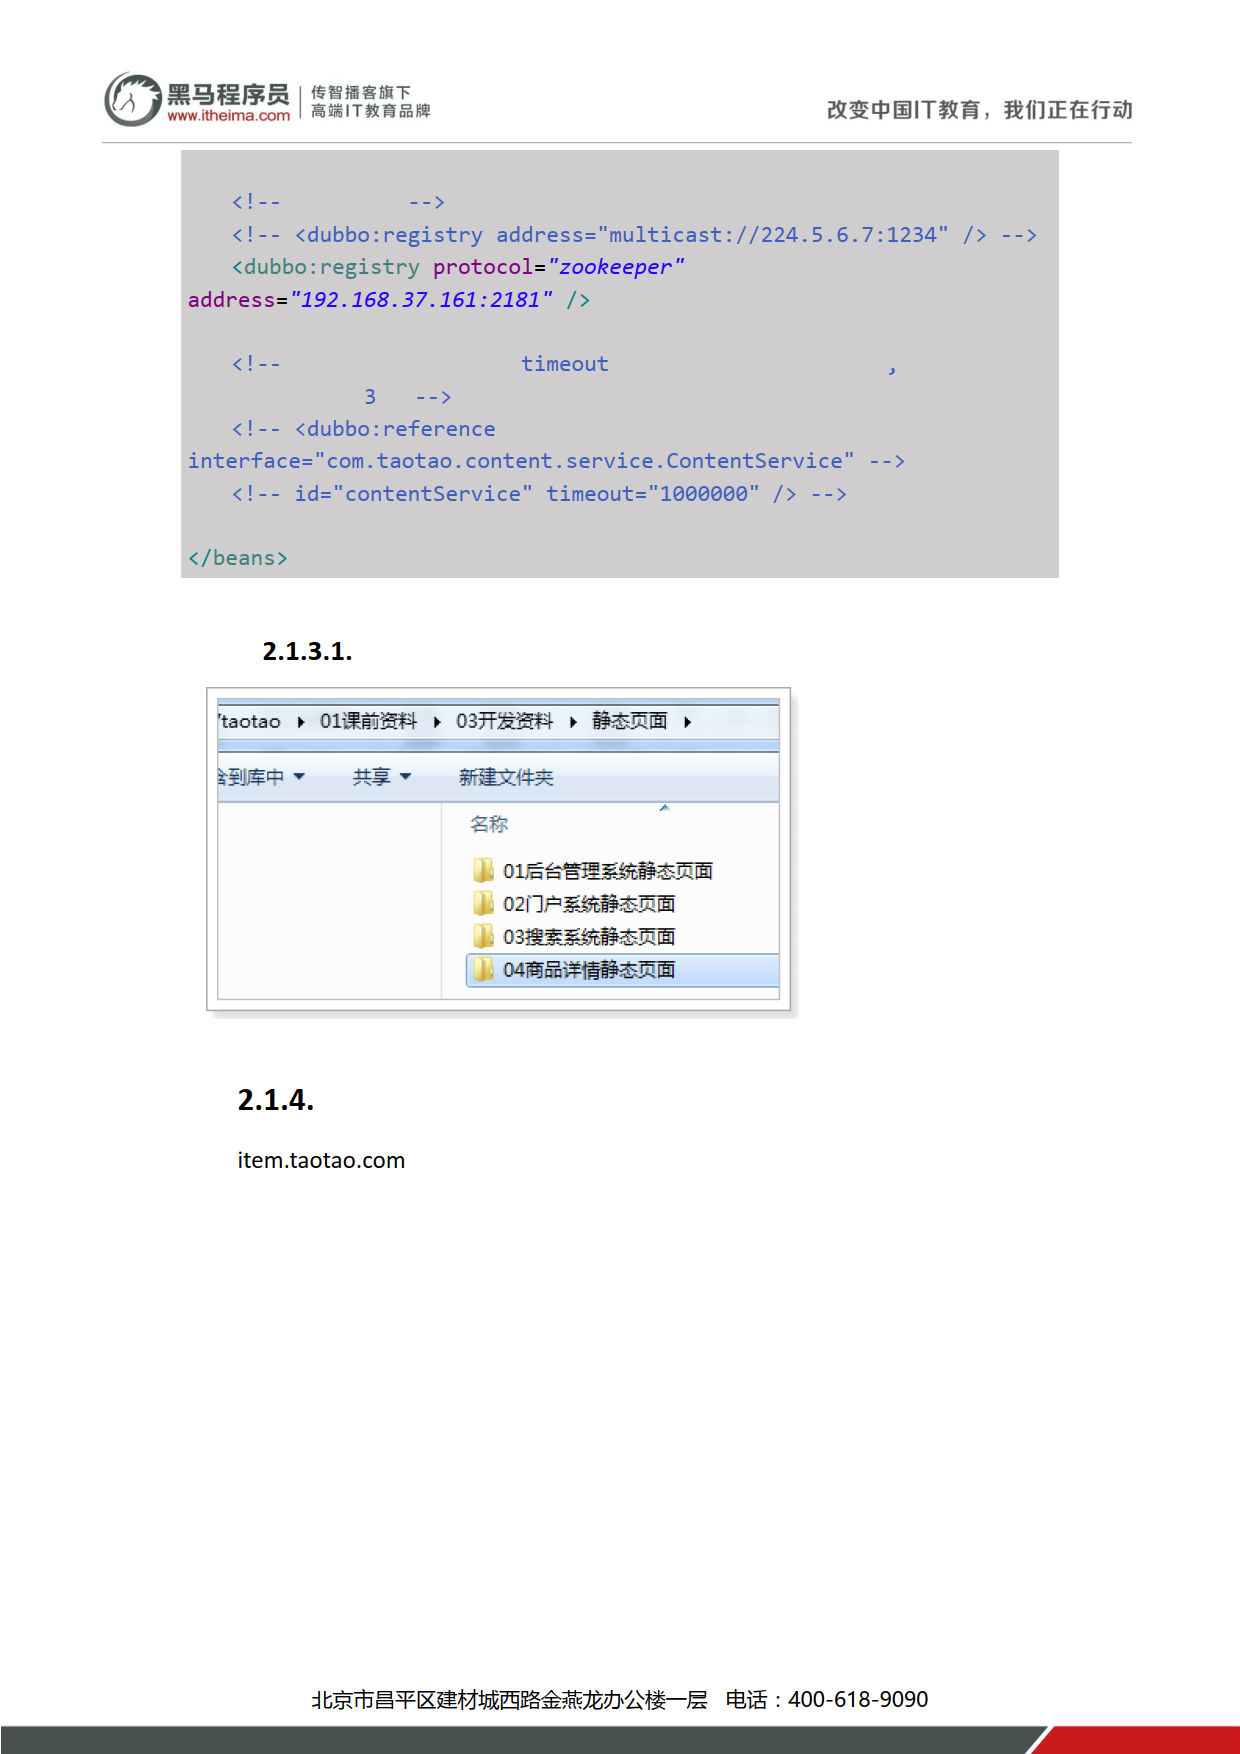 黑马程序员
www.itheima.com
传智播客旗下
高端IT教育品牌
改变中国IT教育，我们正在行动
<!-- -->
<!-- <dubbo:registry address="multicast://224.5.6.7:1234" /> -->
<dubbo:registry protocol="zookeeper"
address="192.168.37.161:2181" />
<!-- timeout ,
3 -->
<!-- <dubbo:reference
interface="com.taotao.content.service.ContentService" -->
<!-- id="contentService" timeout="1000000" /> -->
</beans>
2.1.3.1.
taotao 01课前资料 03开发资料 静态页面
含到库中 共享 新建文件夹
名称
01后台管理系统静态页面
02门户系统静态页面
03搜索系统静态页面
04商品详情静态页面
2.1.4.
item.taotao.com
北京市昌平区建材城西路金燕龙办公楼一层 电话：400-618-9090